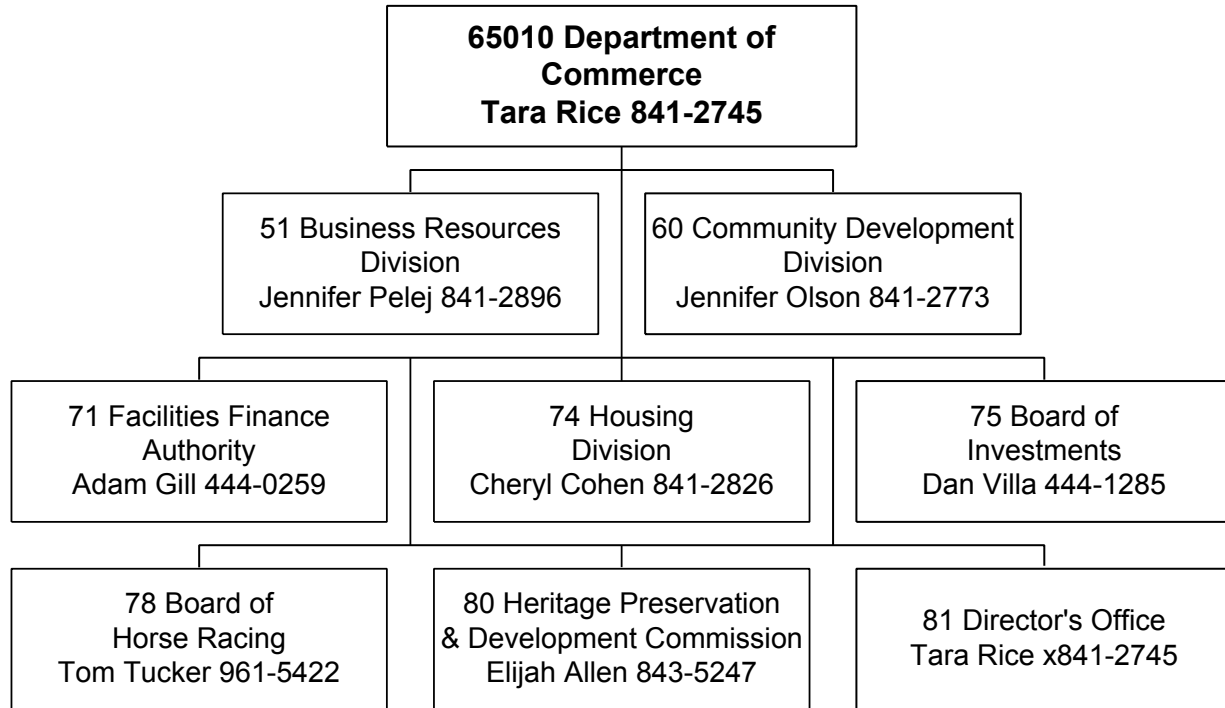 65010 Department of
Commerce
Tara Rice 841-2745
51 Business Resources
Division
Jennifer Pelej 841-2896
60 Community Development
Division
Jennifer Olson 841-2773
71 Facilities Finance
Authority
Adam Gill 444-0259
74 Housing
Division
Cheryl Cohen 841-2826
75 Board of
Investments
Dan Villa 444-1285
78 Board of
Horse Racing
Tom Tucker 961-5422
80 Heritage Preservation
& Development Commission
Elijah Allen 843-5247
81 Director's Office
Tara Rice x841-2745